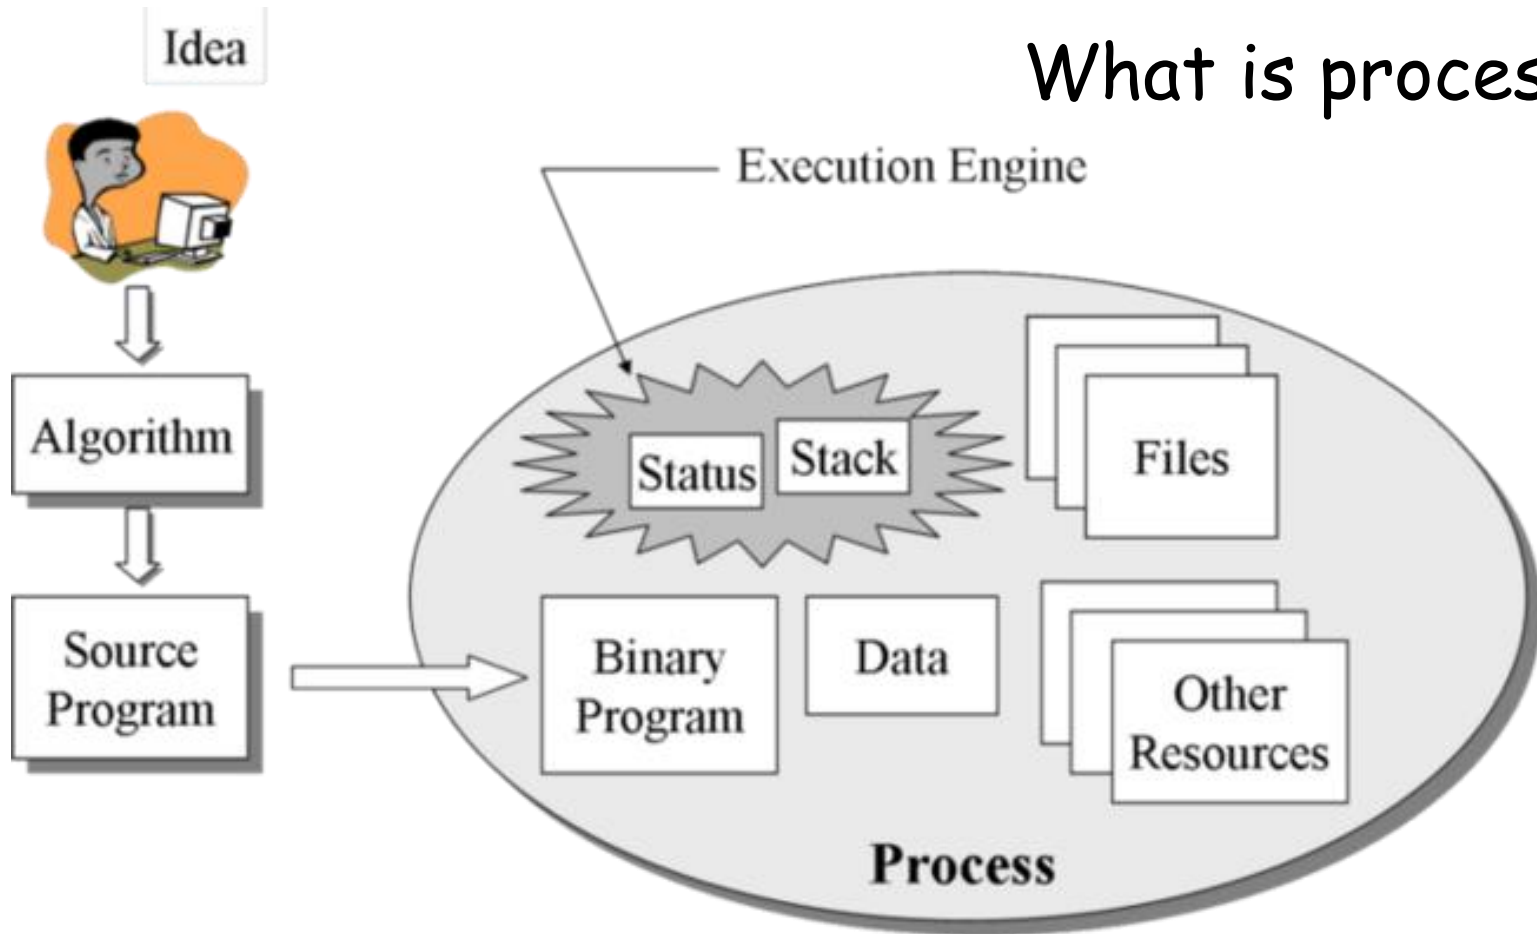 Idea
What is proces
Execution Engine
Algorithm
Status
Stack
Files
Source
Program
Binary
Program
Data
Other
Resources
Process